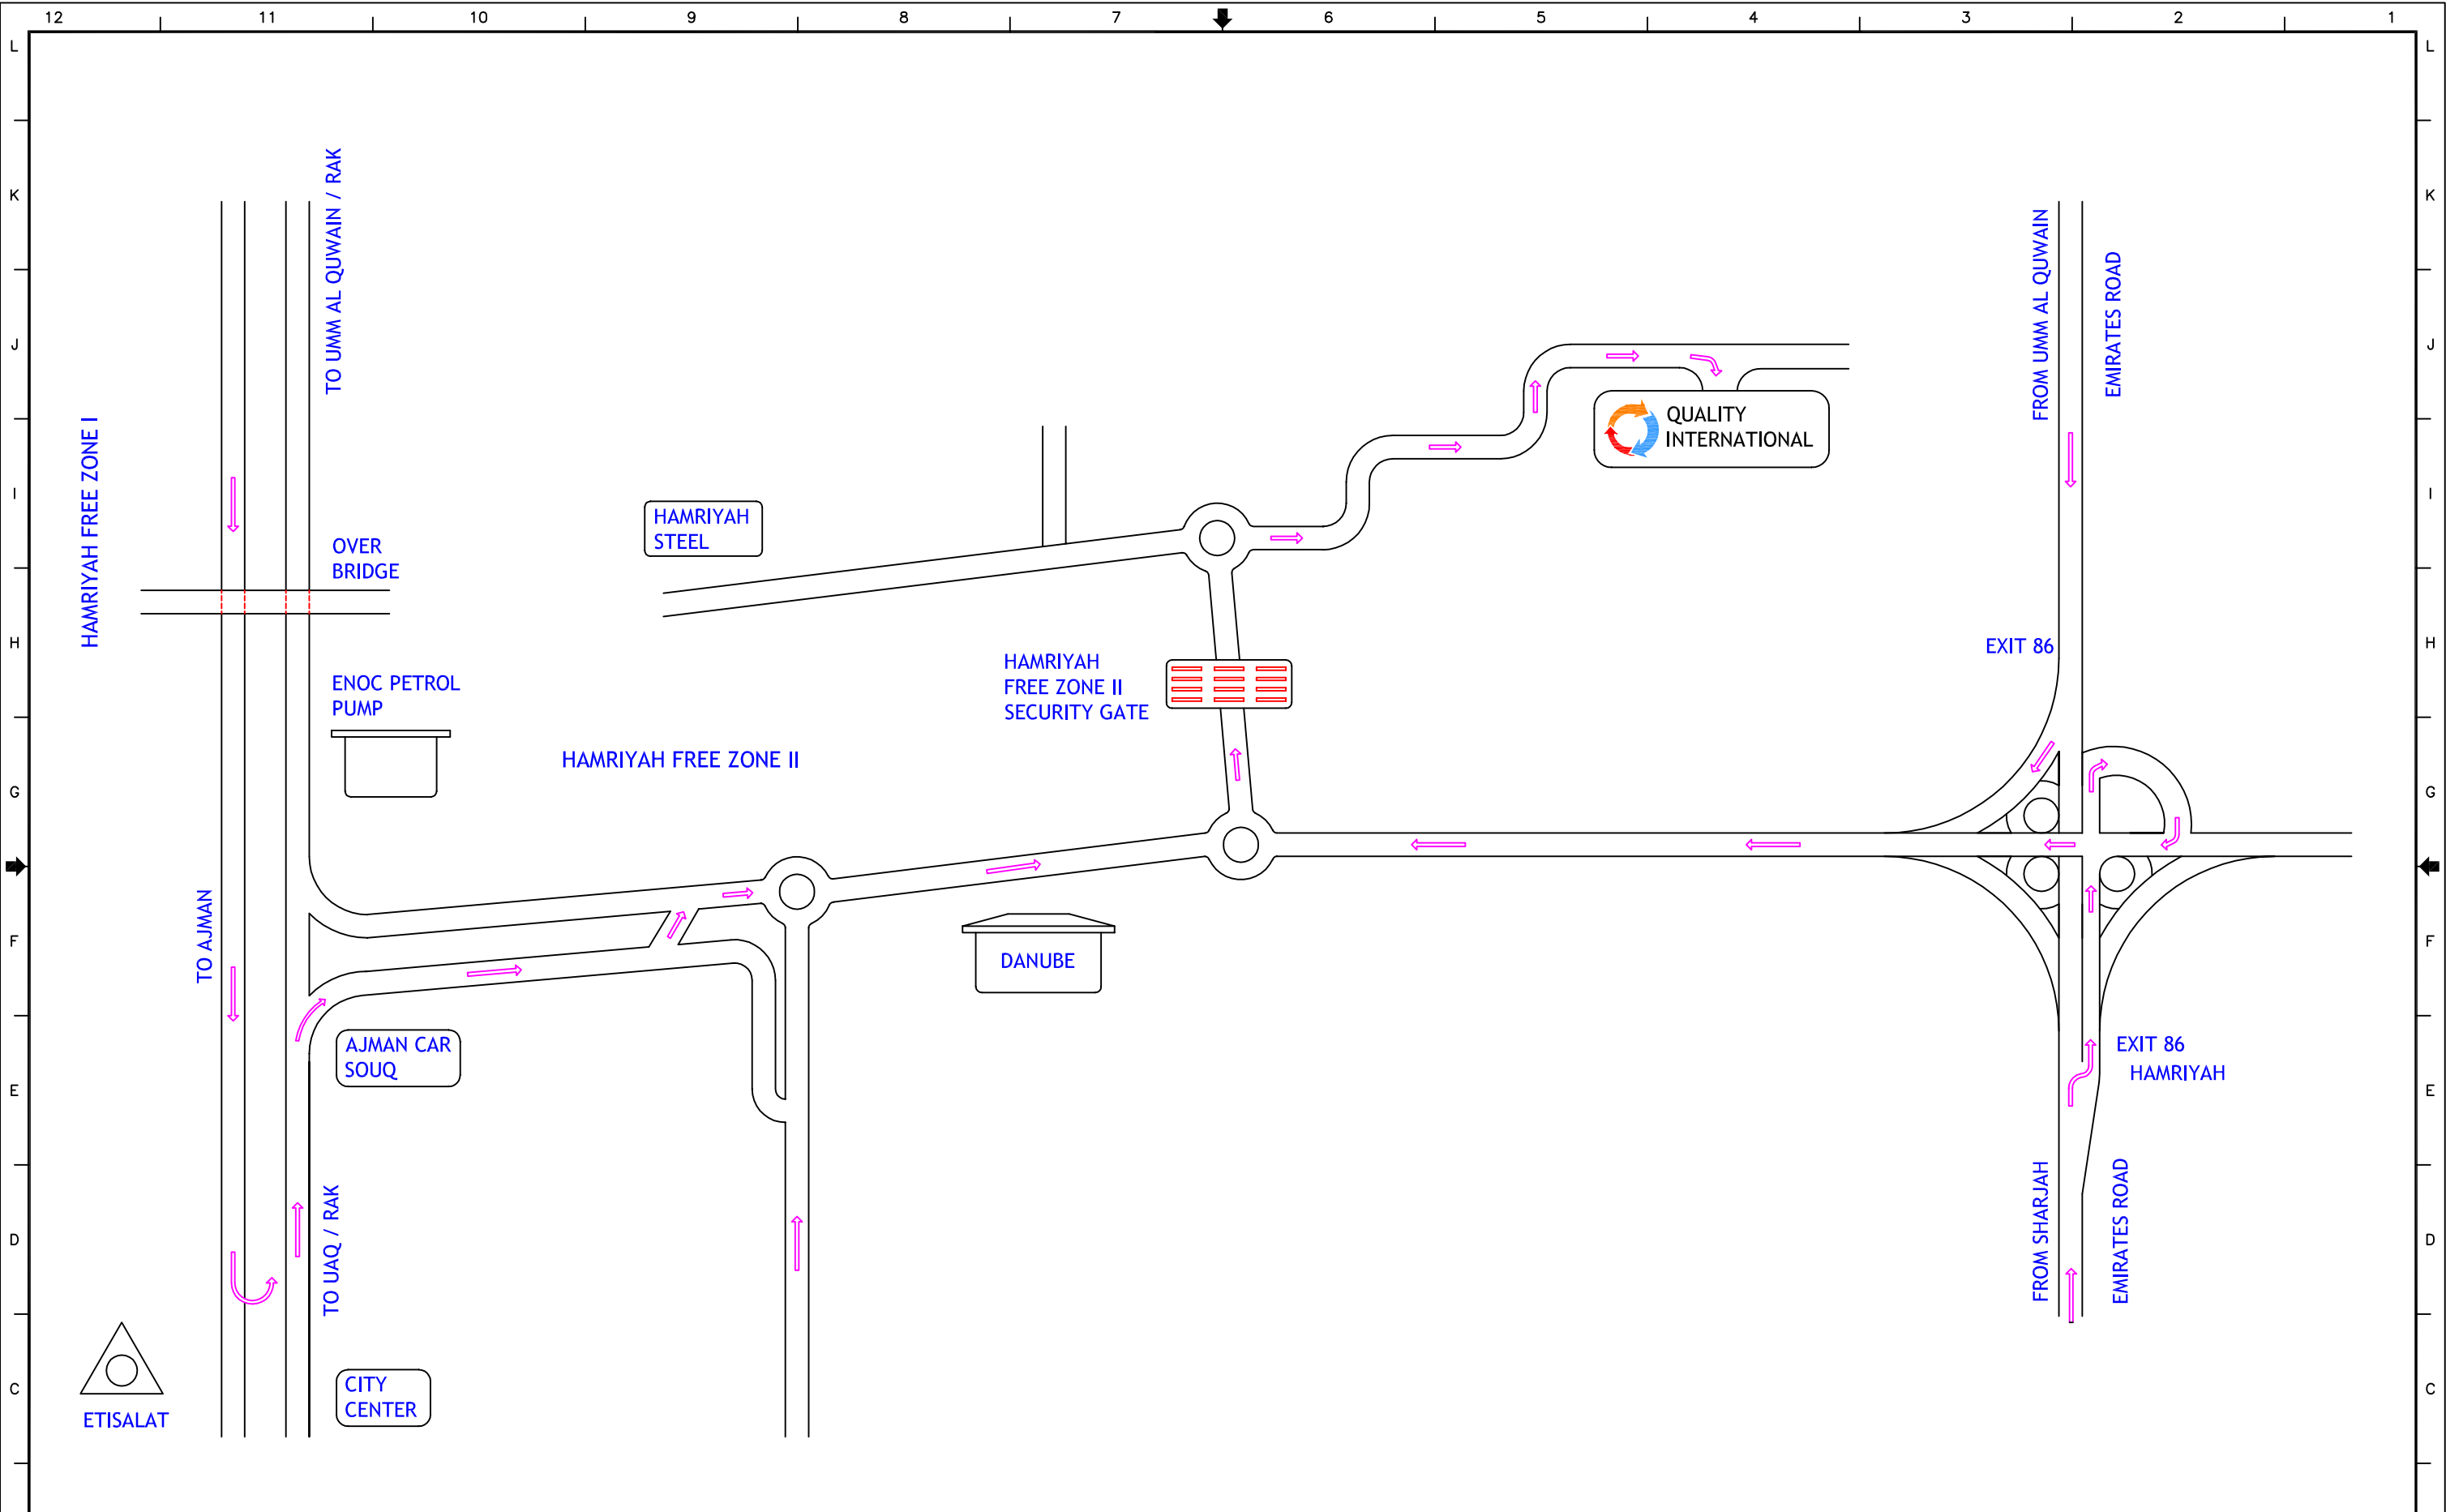 12 11 10 9 8 7 6 5 4 3 2 1
L L
K K
J J
I I
H H
G G
F F
E E
D D
C C
TO UMM AL QUWAIN / RAK
HAMRIYAH FREE ZONE I
FROM UMM AL QUWAIN
EMIRATES ROAD
QUALITY
INTERNATIONAL
HAMRIYAH
STEEL
OVER
BRIDGE
EXIT 86
HAMRIYAH
FREE ZONE II
SECURITY GATE
ENOC PETROL
PUMP
HAMRIYAH FREE ZONE II
TO AJMAN
DANUBE
AJMAN CAR
SOUQ
EXIT 86
HAMRIYAH
TO UAQ / RAK
FROM SHARJAH
EMIRATES ROAD
CITY
CENTER
ETISALAT